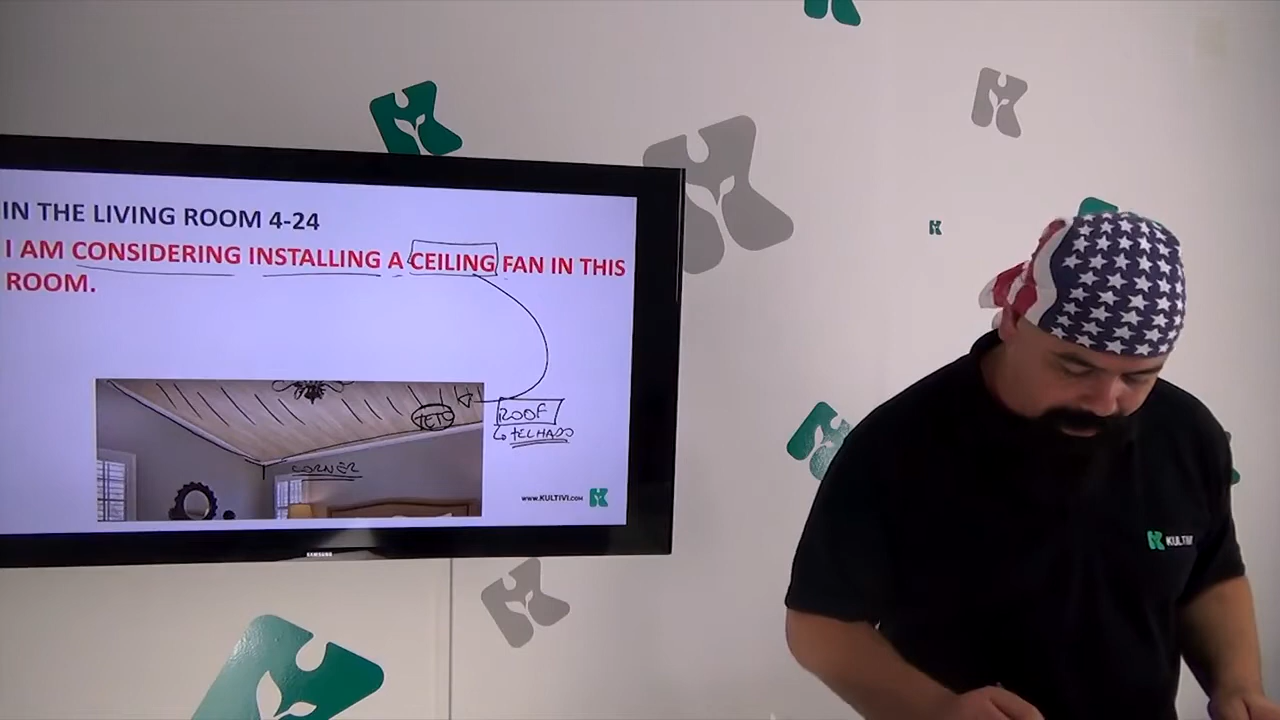 IN THE LIVING ROOM 4-24
I AM CONSIDERING INSTALLING A CEILING FAN IN THIS
ROOM.
TETO
ROOF
TELHADO
CORNER
WWW.KULTIVI.COM
SAMSUNG
KULTIVI